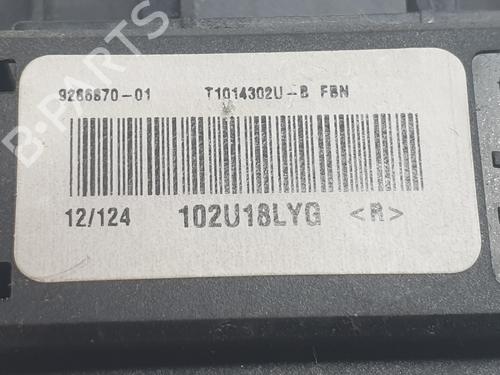 9266870-01 T1014302U-B FBN
12/124 102U18LYG <R>
B-PARTS